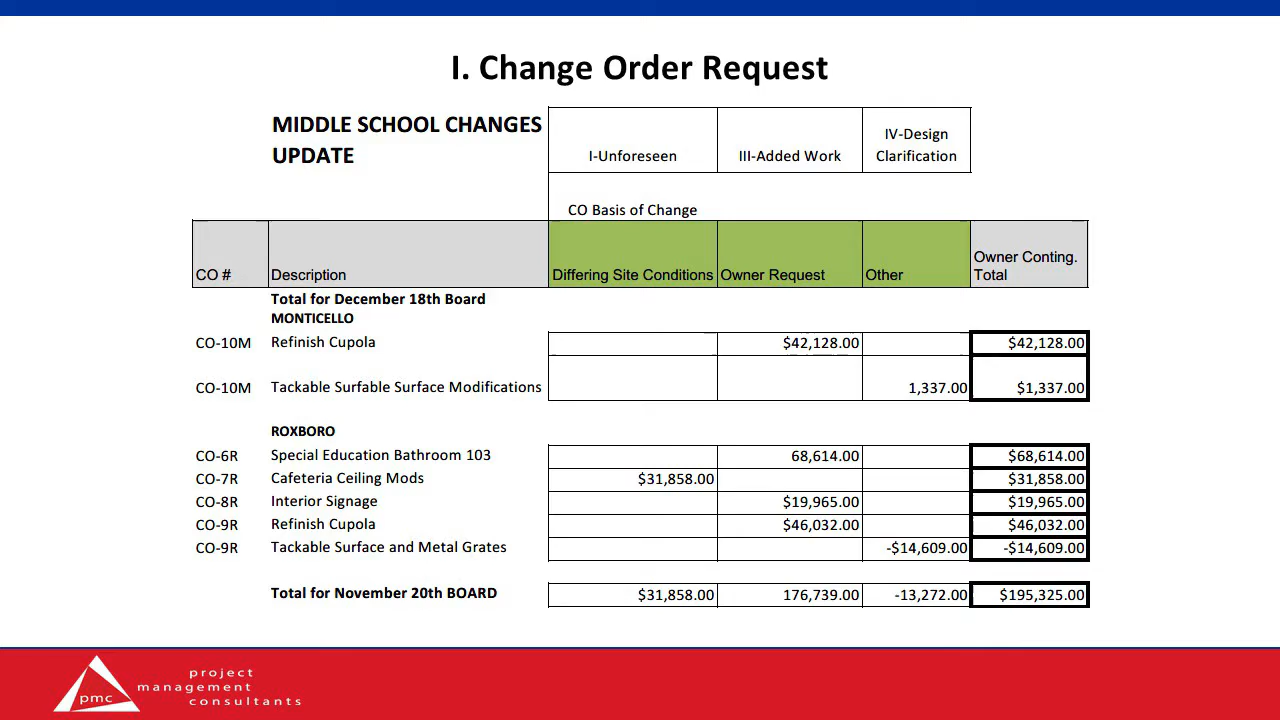 I. Change Order Request
MIDDLE SCHOOL CHANGES
UPDATE
I-Unforeseen III-Added Work IV-Design Clarification
CO Basis of Change
CO # Description Differing Site Conditions Owner Request Other Owner Conting. Total
Total for December 18th Board
MONTICELLO
CO-10M Refinish Cupola $42,128.00 $42,128.00
CO-10M Tackable Surfable Surface Modifications 1,337.00 $1,337.00
ROXBORO
CO-6R Special Education Bathroom 103 68,614.00 $68,614.00
CO-7R Cafeteria Ceiling Mods $31,858.00 $31,858.00
CO-8R Interior Signage $19,965.00 $19,965.00
CO-9R Refinish Cupola $46,032.00 $46,032.00
CO-9R Tackable Surface and Metal Grates -$14,609.00 -$14,609.00
Total for November 20th BOARD $31,858.00 176,739.00 -13,272.00 $195,325.00
pmc
project
management
consultants